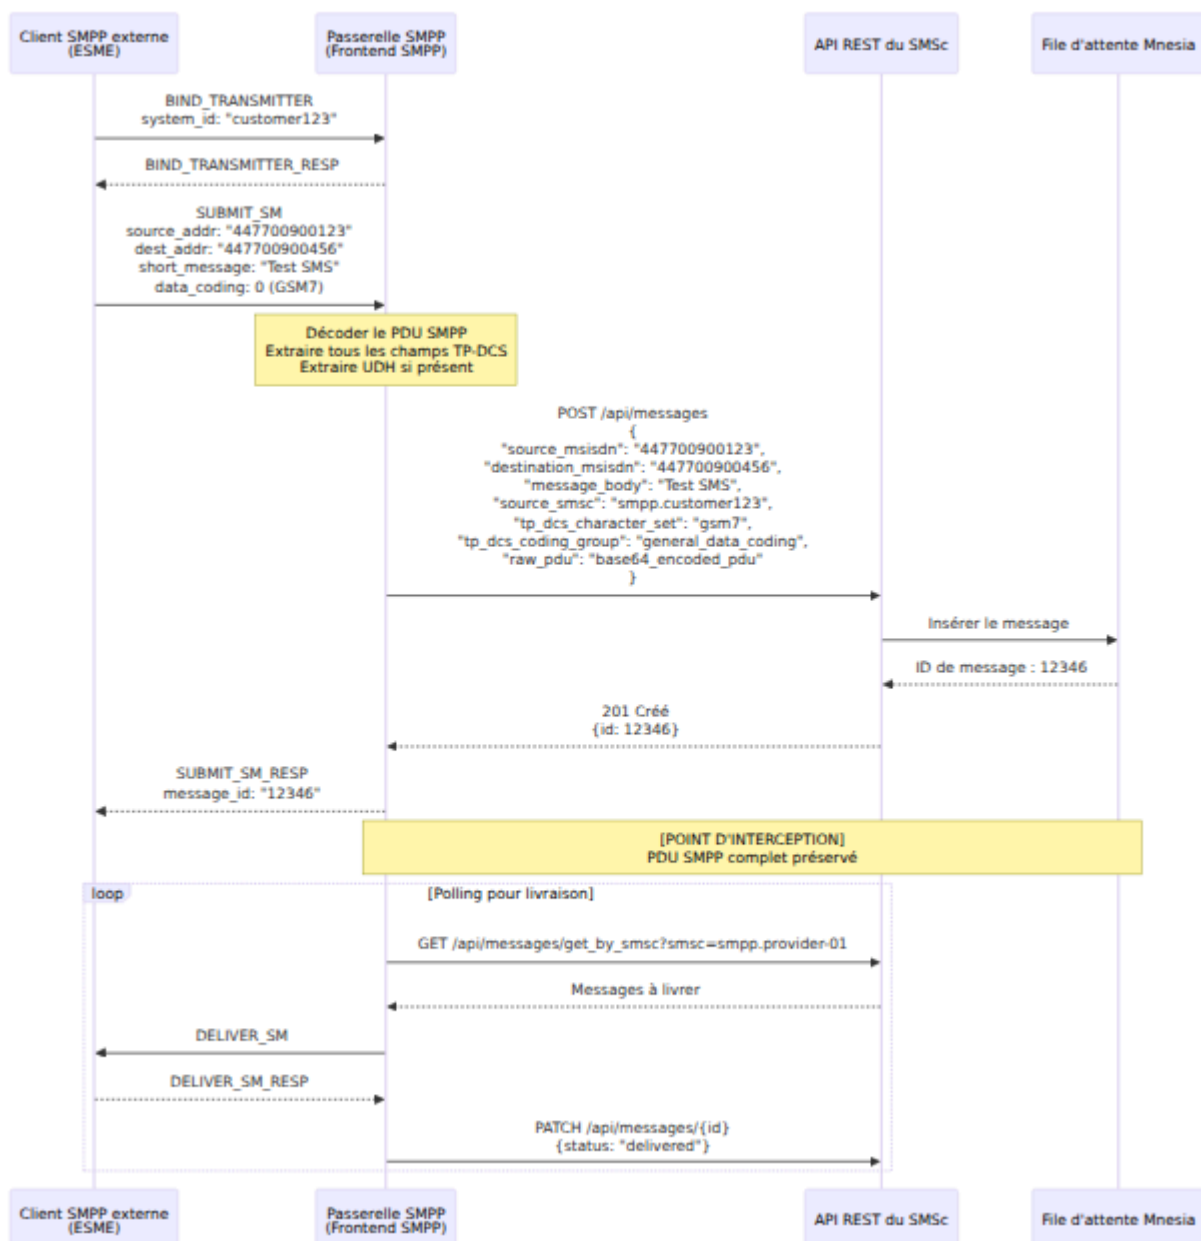 Client SMPP externe
(ESME)
Passerelle SMPP
(Frontend SMPP)
API REST du SMSc
File d'attente Mnesia
BIND_TRANSMITTER
system_id: "customer123"
BIND_TRANSMITTER_RESP
SUBMIT_SM
source_addr: "447700900123"
dest_addr: "447700900456"
short_message: "Test SMS"
data_coding: 0 (GSM7)
Décoder le PDU SMPP
Extraire tous les champs TP-DCS
Extraire UDH si présent
POST /api/messages
{
"source_msisdn": "447700900123",
"destination_msisdn": "447700900456",
"message_body": "Test SMS",
"source_smsc": "smpp.customer123",
"tp_dcs_character_set": "gsm7",
"tp_dcs_coding_group": "general_data_coding",
"raw_pdu": "base64_encoded_pdu"
}
Insérer le message
ID de message : 12346
201 Créé
{id: 12346}
SUBMIT_SM_RESP
message_id: "12346"
[POINT D'INTERCEPTION]
PDU SMPP complet préservé
loop
[Polling pour livraison]
GET /api/messages/get_by_smsc?smsc=smpp.provider-01
Messages à livrer
DELIVER_SM
DELIVER_SM_RESP
PATCH /api/messages/{id}
{status: "delivered"}
Client SMPP externe
(ESME)
Passerelle SMPP
(Frontend SMPP)
API REST du SMSc
File d'attente Mnesia